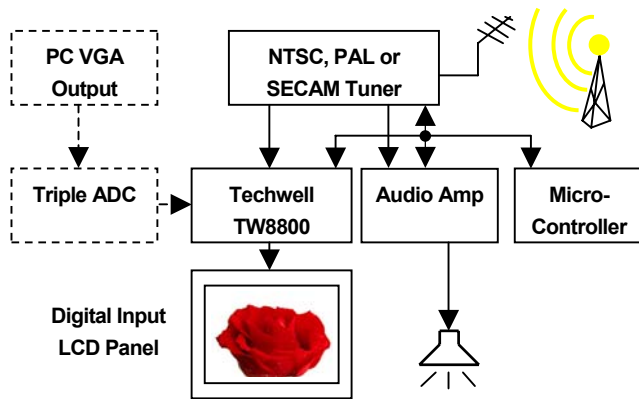 PC VGA
Output
NTSC, PAL or
SECAM Tuner
Triple ADC
Techwell
TW8800
Audio Amp
Micro-
Controller
Digital Input
LCD Panel